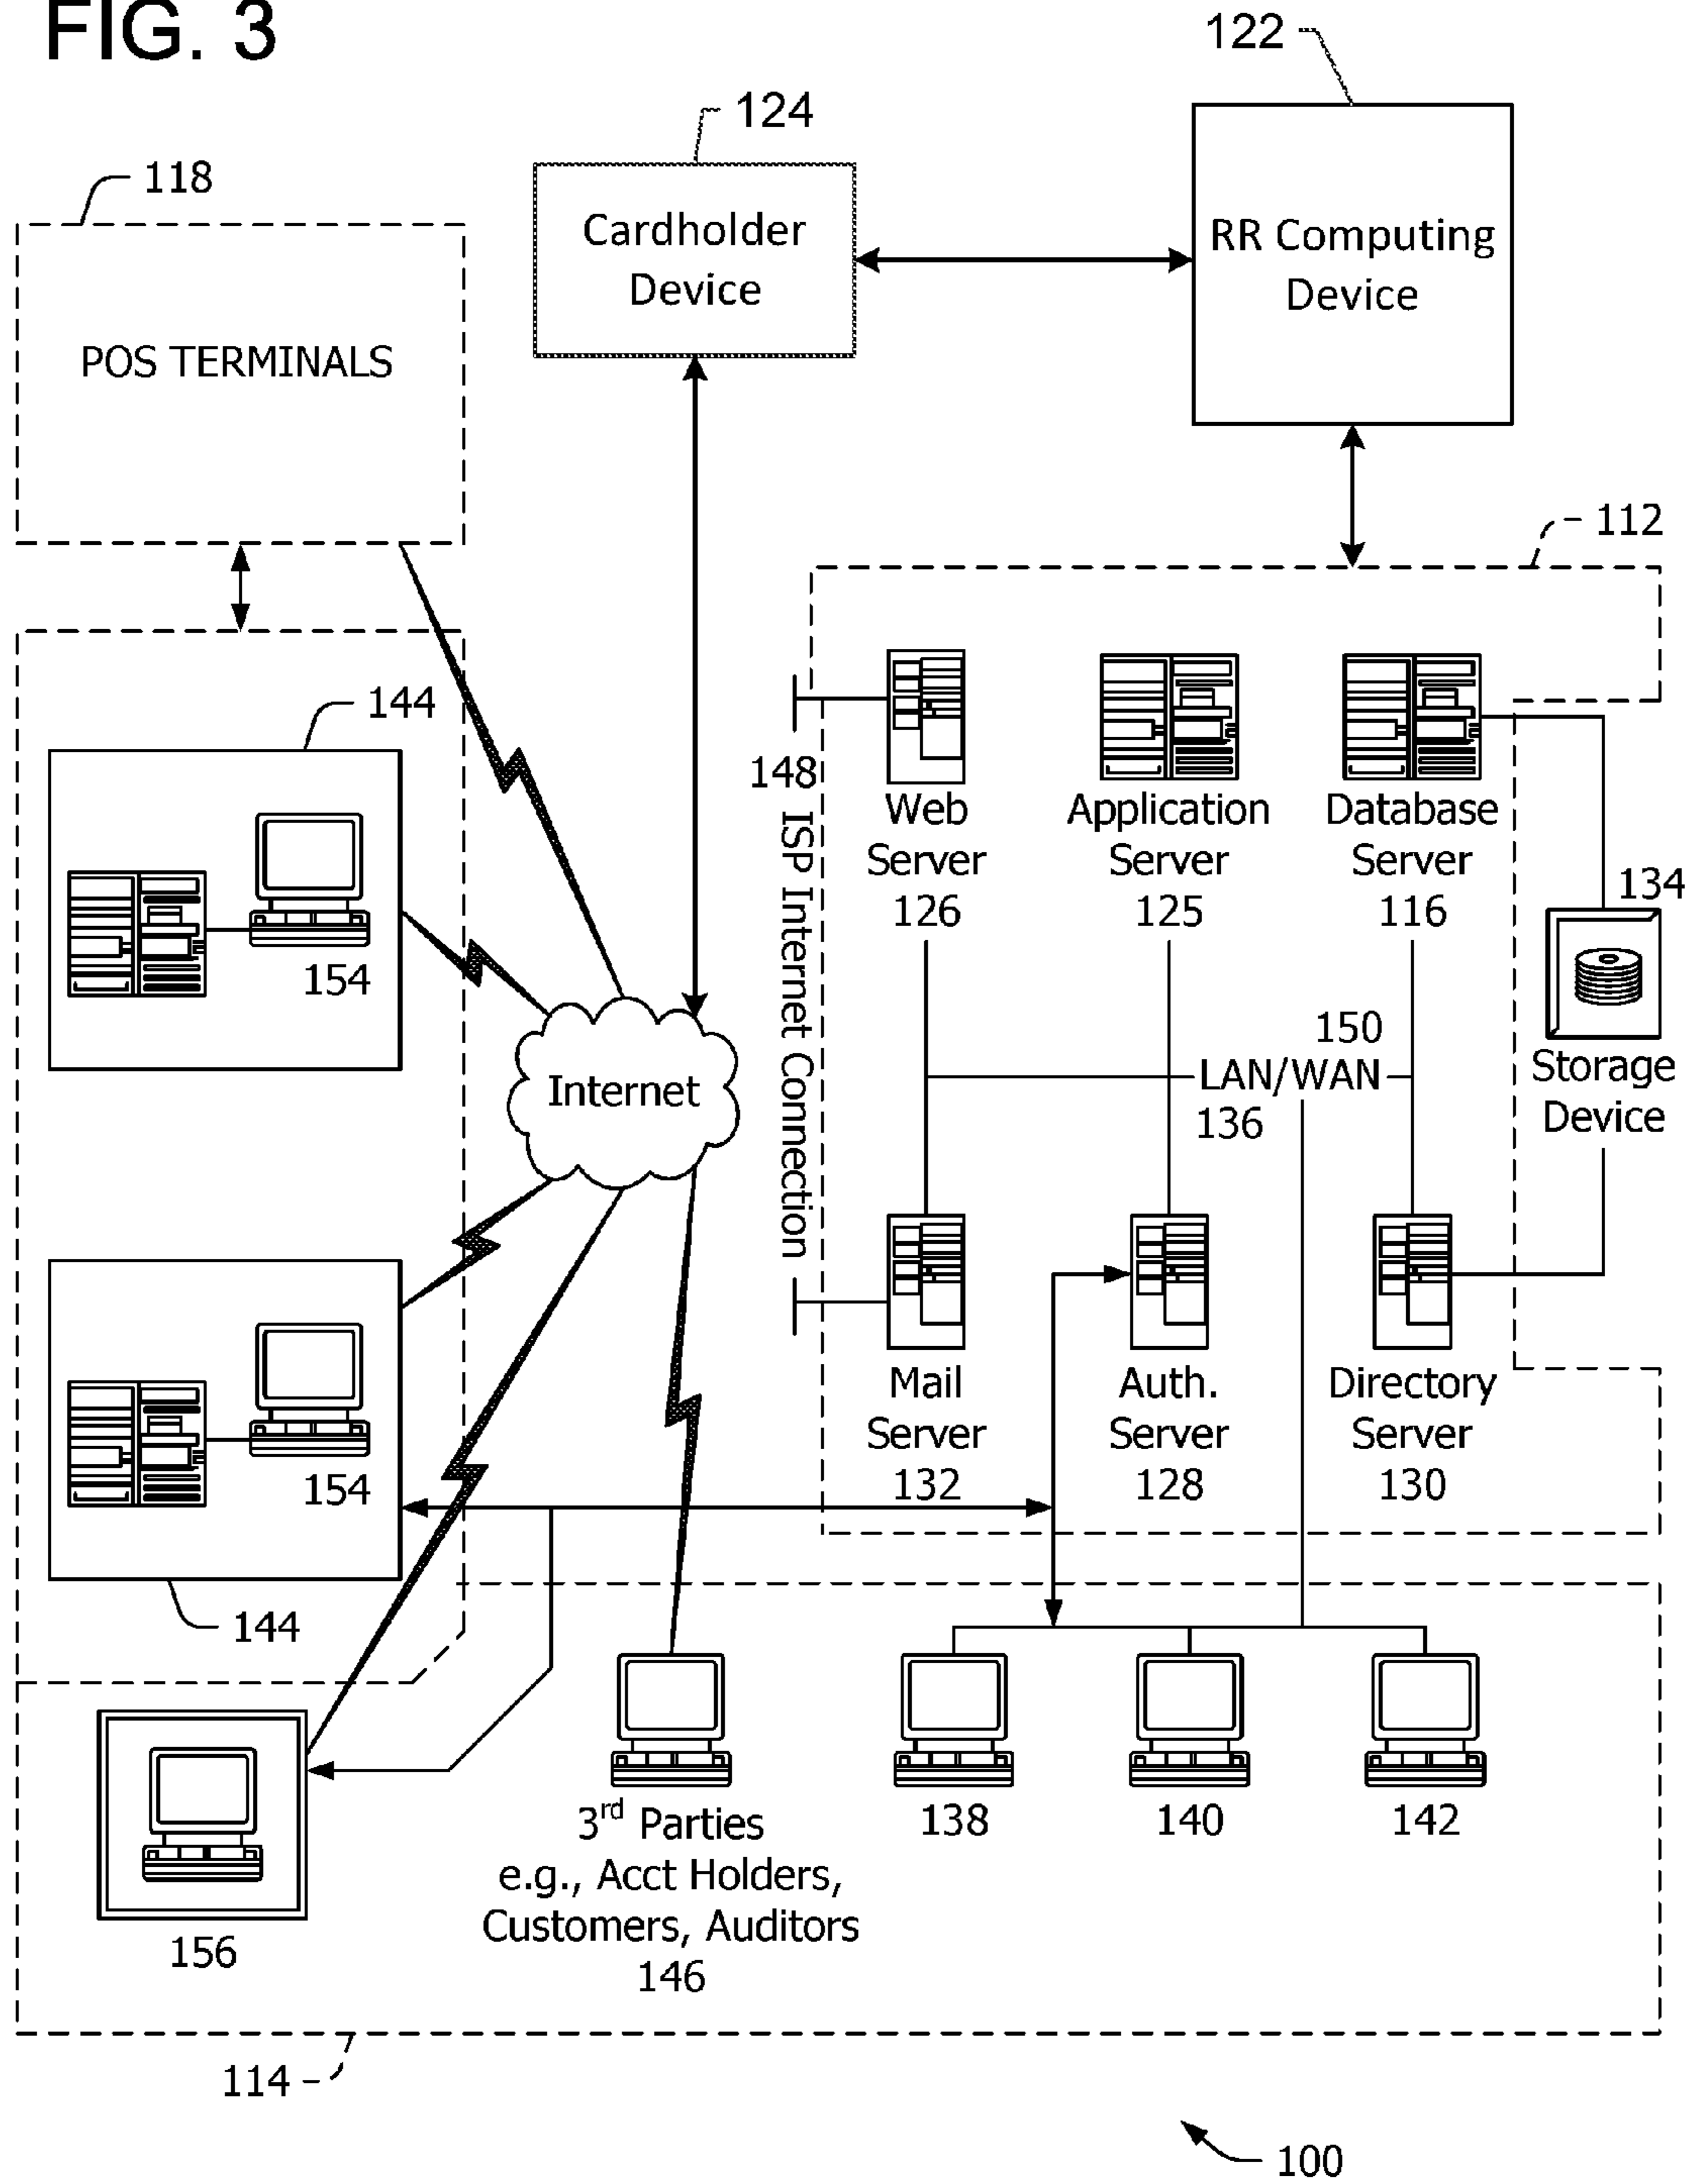 FIG. 3
122
124
118
Cardholder
Device
RR Computing
Device
POS TERMINALS
112
144
148
ISP Internet Connection
Web
Server
126
Application
Server
125
Database
Server
116
134
Storage
Device
154
Internet
150
LAN/WAN
136
154
144
Mail
Server
132
Auth.
Server
128
Directory
Server
130
156
3rd Parties
e.g., Acct Holders,
Customers, Auditors
146
138
140
142
114
100